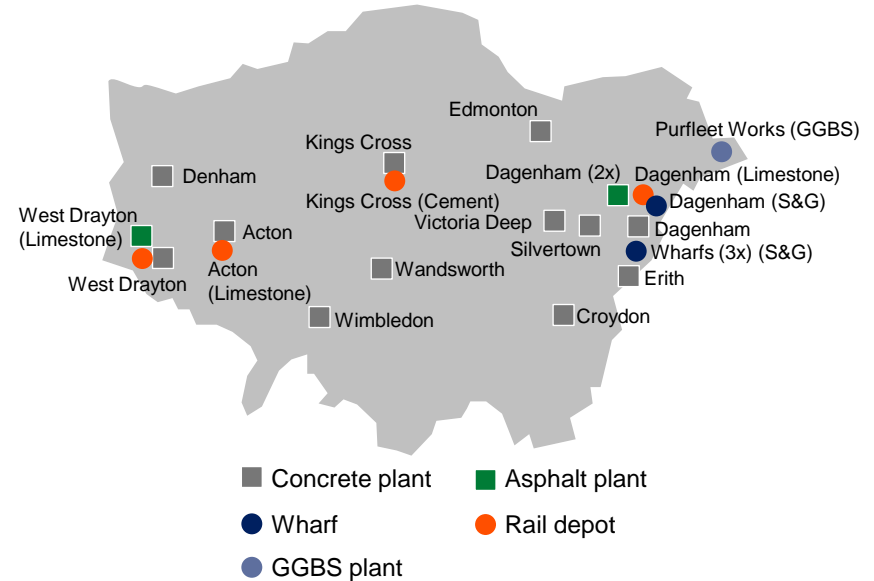 Edmonton
Purfleet Works (GGBS)
Kings Cross
Denham
Dagenham (2x)
Dagenham (Limestone)
Kings Cross (Cement)
Dagenham (S&G)
West Drayton
(Limestone)
Victoria Deep
Acton
Dagenham
Silvertown
Wharfs (3x) (S&G)
Acton
(Limestone)
Wandsworth
West Drayton
Erith
Wimbledon
Croydon
Concrete plant
Asphalt plant
Wharf
Rail depot
GGBS plant